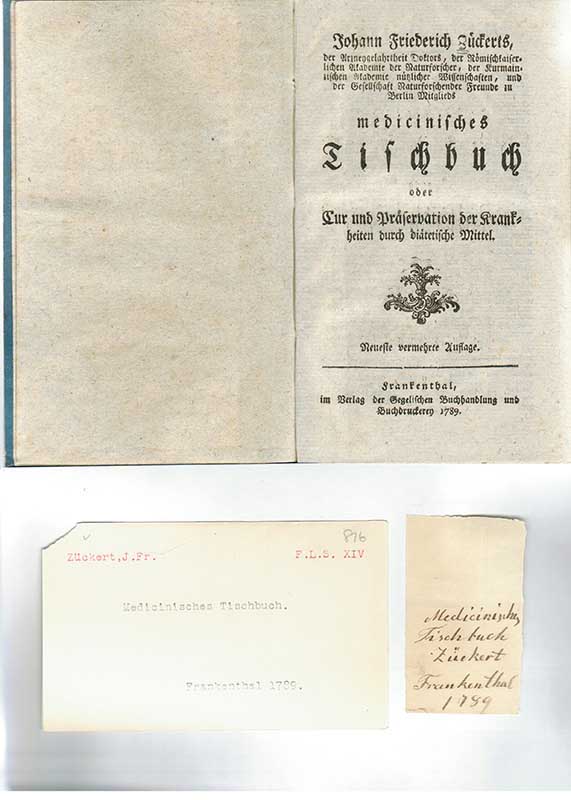 Johann Friederich Zückerts,
der Arzneygelahrtheit Doktors, der Römischkaiser-
lichen Akademie der Naturforscher, der Kurmain-
zischen Akademie nützlicher Wissenschaften, und
der Gesellschaft Naturforschender Freunde zu
Berlin Mitglieds
medicinisches
Tischbuch
oder
Cur und Präservation der Krank-
heiten durch diätetische Mittel.
Neueste vermehrte Auflage.
Frankenthal,
im Verlag der Gegelischen Buchhandlung und
Buchdruckerey 1789.
876
Zückert,J.Fr. F.L.S. XIV
Medicinisches Tischbuch.
Frankenthal 1789.
Medicinisches
Tischbuch
Zückert
Frankenthal
1789